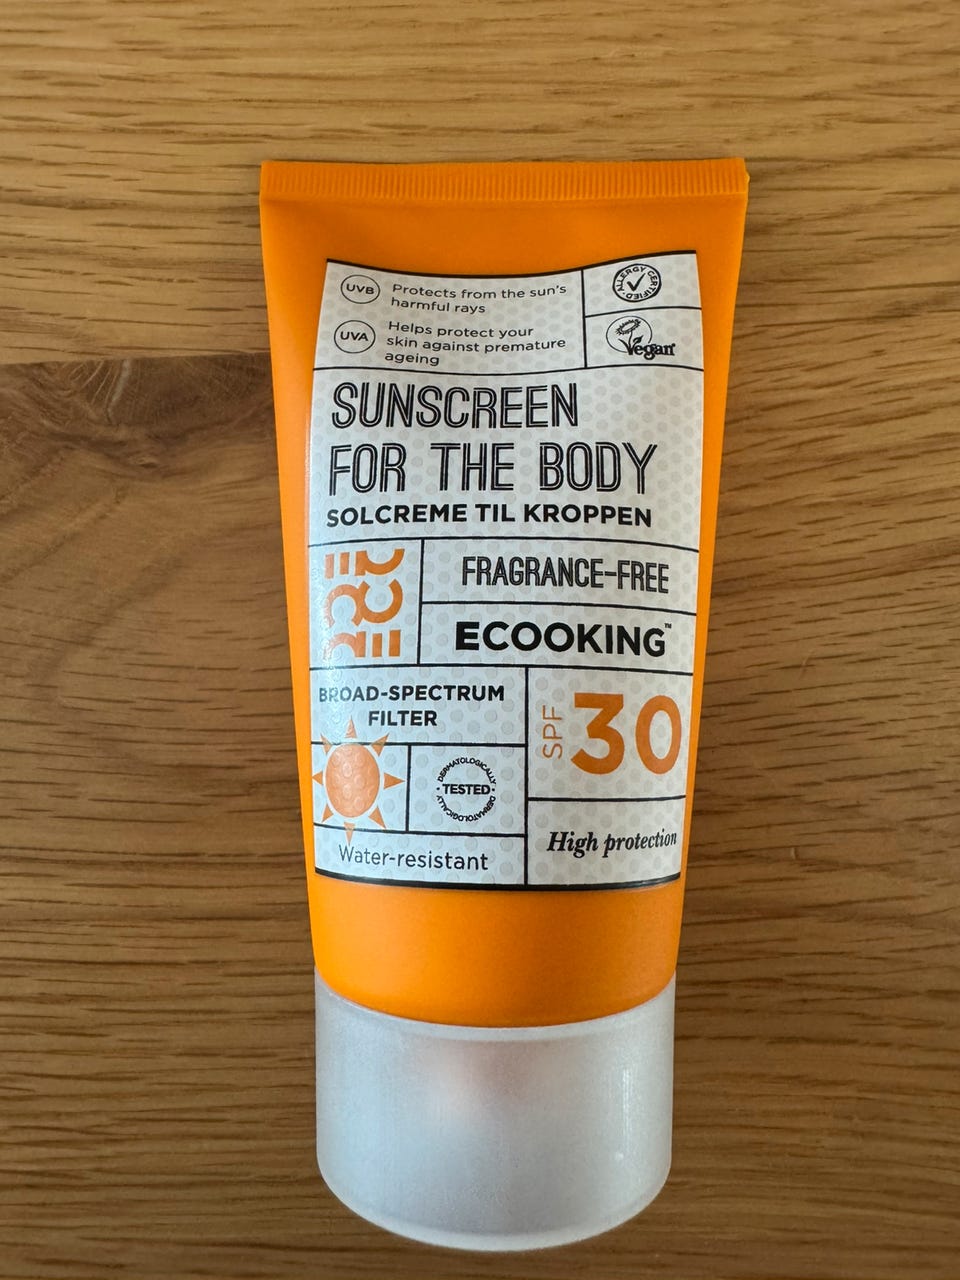 UVB
Protects from the sun's
harmful rays
UVA
Helps protect your
skin against premature
ageing
ALLERGY CERTIFIED
Vegan
SUNSCREEN
FOR THE BODY
SOLCREME TIL KROPPEN
FRAGRANCE-FREE
ECOOKING™
BROAD-SPECTRUM
FILTER
SPF
30
DERMATOLOGICALLY
TESTED
DERMATOLOGICALLY
Water-resistant
High protection